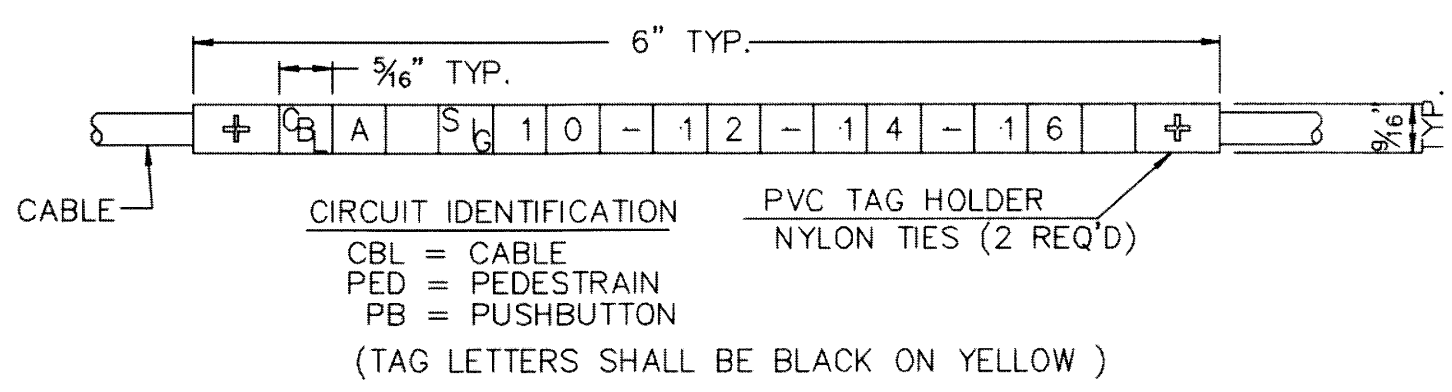 6" TYP.
5/16" TYP.
+ CBL A SIG 10-12-14-16 +
9/16" TYP.
CABLE
CIRCUIT IDENTIFICATION
PVC TAG HOLDER
NYLON TIES (2 REQ'D)
CBL = CABLE
PED = PEDESTRAIN
PB = PUSHBUTTON
(TAG LETTERS SHALL BE BLACK ON YELLOW )